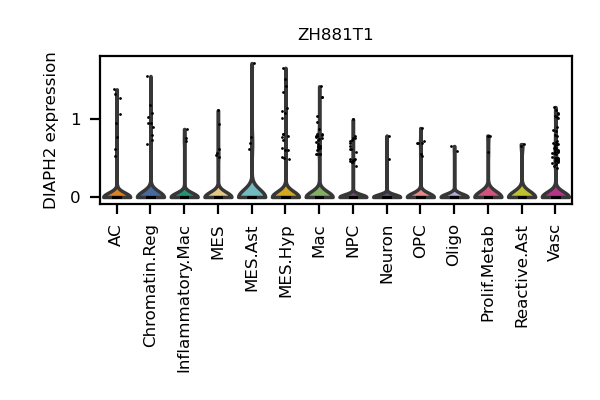 ZH881T1
DIAPH2 expression
1
0
AC
Chromatin.Reg
Inflammatory.Mac
MES
MES.Ast
MES.Hyp
Mac
NPC
Neuron
OPC
Oligo
Prolif.Metab
Reactive.Ast
Vasc